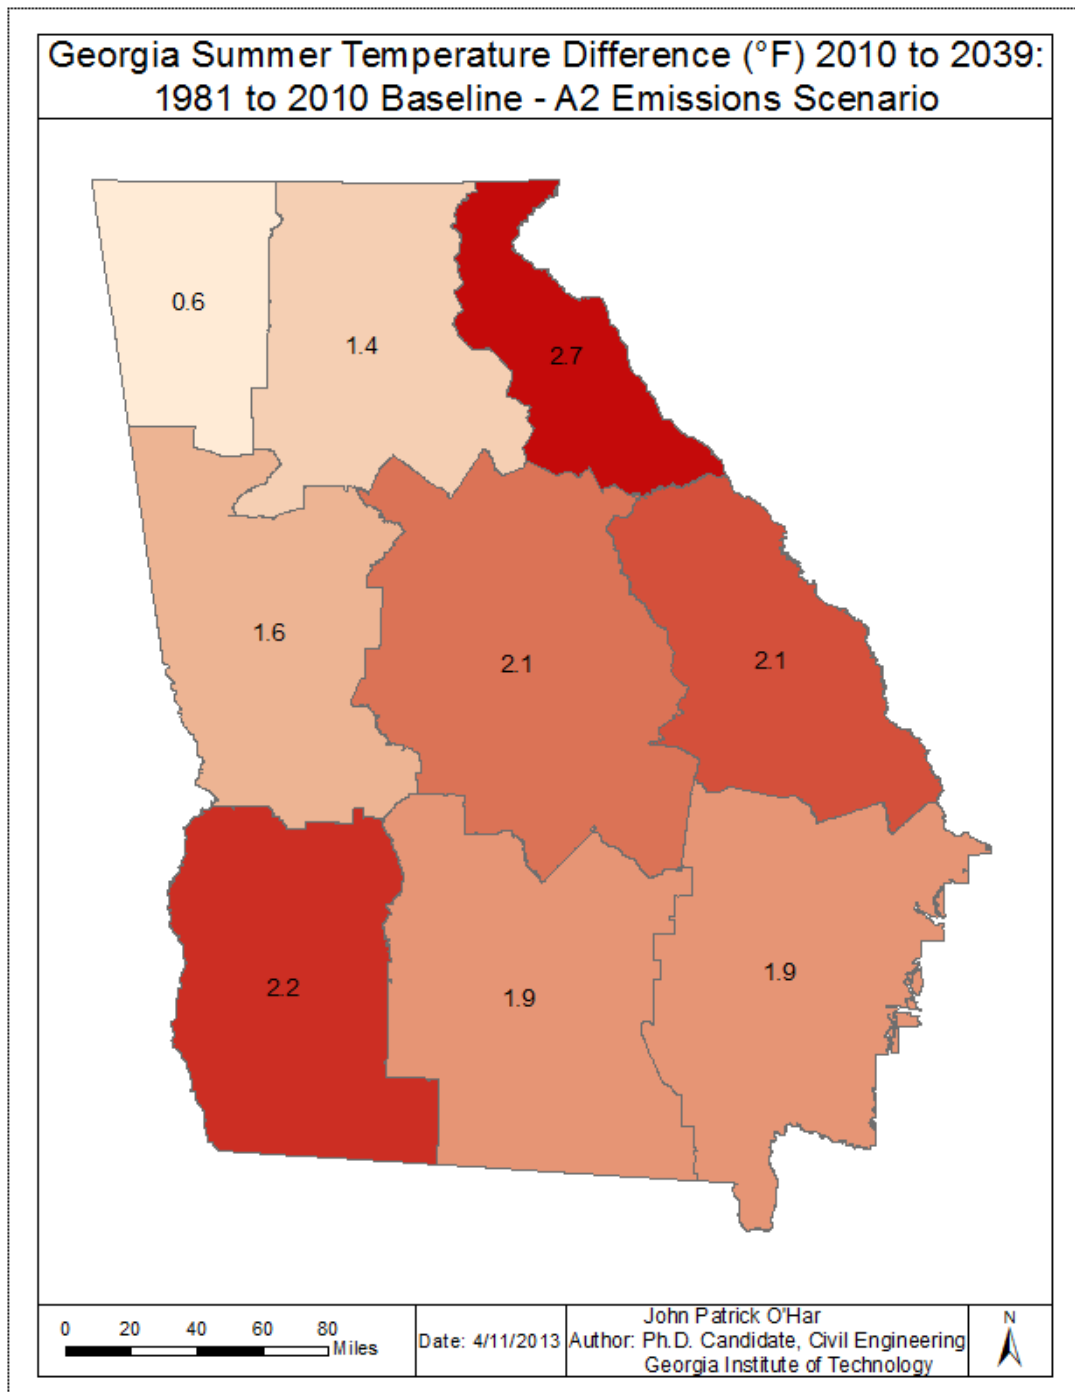 Georgia Summer Temperature Difference (°F) 2010 to 2039:
1981 to 2010 Baseline - A2 Emissions Scenario
0.6
1.4
2.7
1.6
2.1
2.1
2.2
1.9
1.9
0 20 40 60 80
Miles
Date: 4/11/2013
John Patrick O'Har
Author: Ph.D. Candidate, Civil Engineering
Georgia Institute of Technology
N